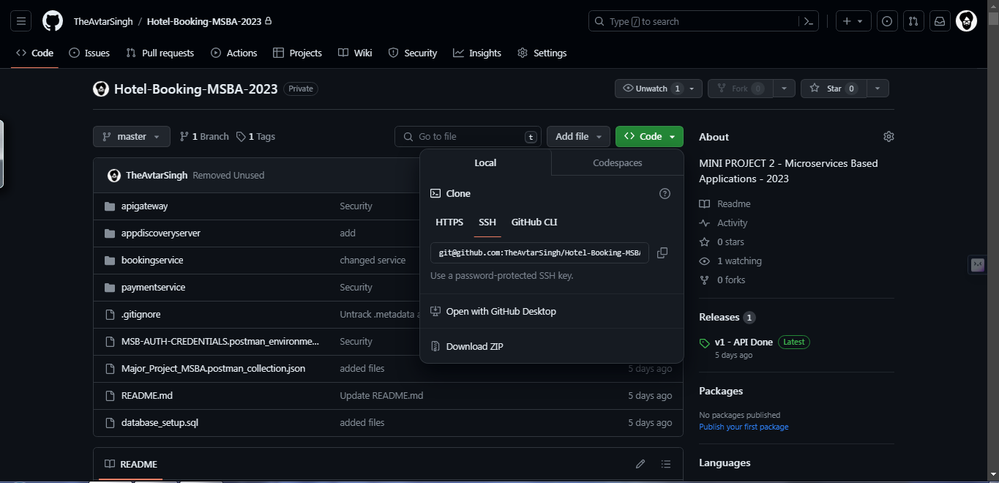 TheAvtarSingh / Hotel-Booking-MSBA-2023
Type / to search
Code Issues Pull requests Actions Projects Wiki Security Insights Settings
Hotel-Booking-MSBA-2023 Private
Unwatch 1 Fork 0 Star 0
master 1 Branch 1 Tags
Go to file t Add file Code
TheAvtarSingh Removed Unused
apigateway Security
appdiscoveryserver add
bookingservice changed service
paymentservice Security
.gitignore Untrack .metadata a
MSB-AUTH-CREDENTIALS.postman_environme... Security
Major_Project_MSBA.postman_collection.json added files 5 days ago
README.md Update README.md 5 days ago
database_setup.sql added files 5 days ago
README
Local Codespaces
Clone
HTTPS SSH GitHub CLI
git@github.com:TheAvtarSingh/Hotel-Booking-MSBA
Use a password-protected SSH key.
Open with GitHub Desktop
Download ZIP
About
MINI PROJECT 2 - Microservices Based
Applications - 2023
Readme
Activity
0 stars
1 watching
0 forks
Releases 1
v1 - API Done Latest
5 days ago
Packages
No packages published
Publish your first package
Languages